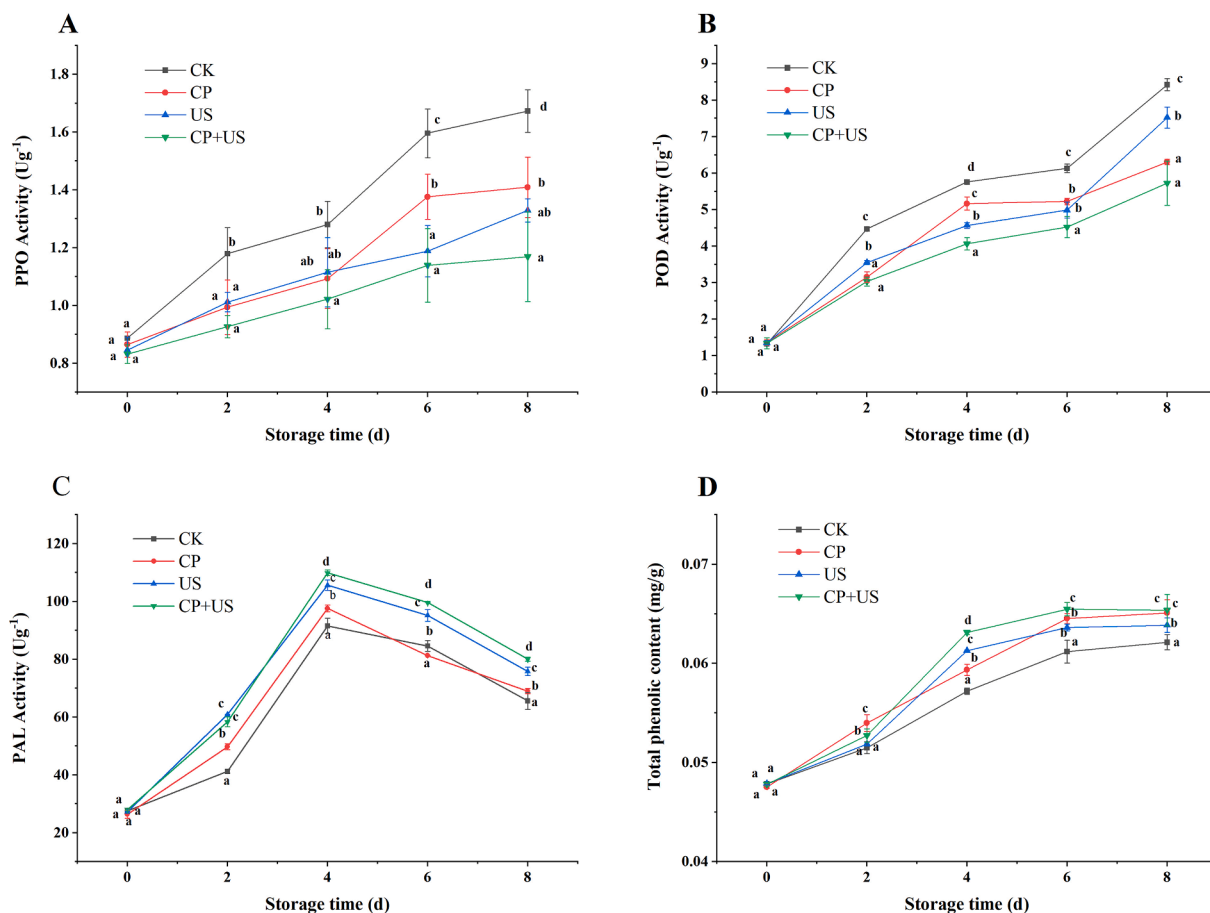 A
CK
CP
US
CP+US
PPO Activity (Ug-1)
1.8
1.6
1.4
1.2
1.0
0.8
a
a
a
a
b
a
a
a
b
ab
ab
a
c
b
a
a
d
b
ab
a
0
2
4
6
8
Storage time (d)
B
CK
CP
US
CP+US
POD Activity (Ug-1)
9
8
7
6
5
4
3
2
1
0
a
a
a
a
c
b
a
a
d
c
b
a
c
b
b
a
c
b
a
a
0
2
4
6
8
Storage time (d)
C
CK
CP
US
CP+US
PAL Activity (Ug-1)
120
100
80
60
40
20
a
a
a
a
c
c
b
a
d
c
b
a
d
c
b
a
d
c
b
a
0
2
4
6
8
Storage time (d)
D
CK
CP
US
CP+US
Total phenolic content (mg/g)
0.07
0.06
0.05
0.04
a
a
a
a
c
b
a
a
d
c
b
a
c
b
b
a
c
c
b
a
0
2
4
6
8
Storage time (d)